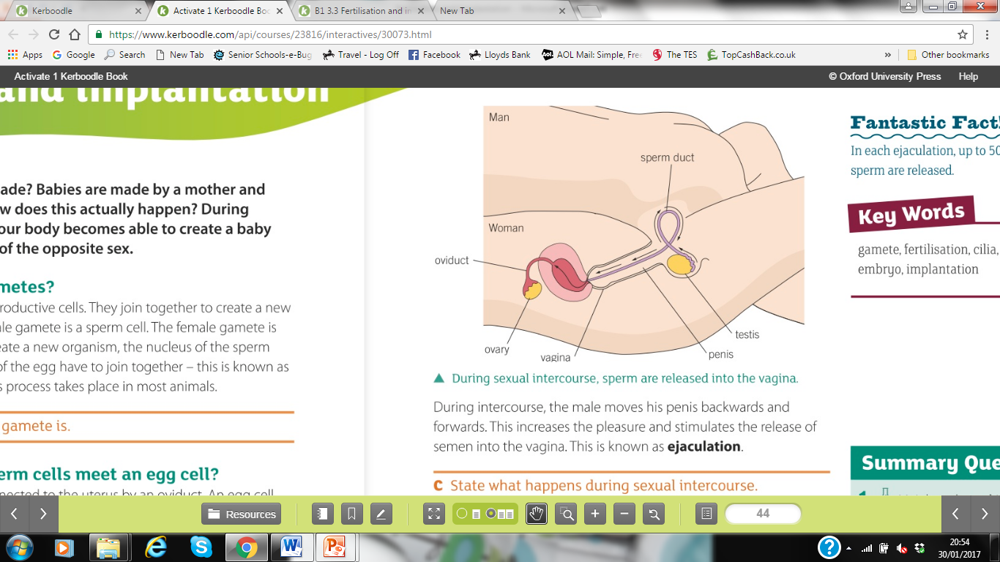 Kerboodle
Activate 1 Kerboodle Boo
B1 3.3 Fertilisation and in
New Tab
https://www.kerboodle.com/api/courses/23816/interactives/30073.html
Apps
Google
Search
New Tab
Senior Schools-e-Bug
Travel - Log Off
Facebook
Lloyds Bank
AOL Mail: Simple, Free
The TES
TopCashBack.co.uk
»
Other bookmarks
Activate 1 Kerboodle Book
© Oxford University Press
Help
and implantation
ade? Babies are made by a mother and
w does this actually happen? During
our body becomes able to create a baby
of the opposite sex.
metes?
roductive cells. They join together to create a new
ale gamete is a sperm cell. The female gamete is
eate a new organism, the nucleus of the sperm
of the egg have to join together – this is known as
s process takes place in most animals.
gamete is.
erm cells meet an egg cell?
nnected to the uterus by an oviduct. An egg cell
Man
sperm duct
Woman
oviduct
ovary
vagina
testis
penis
▲ During sexual intercourse, sperm are released into the vagina.
During intercourse, the male moves his penis backwards and
forwards. This increases the pleasure and stimulates the release of
semen into the vagina. This is known as ejaculation.
C State what happens during sexual intercourse.
Fantastic Fact!
In each ejaculation, up to 50
sperm are released.
Key Words
gamete, fertilisation, cilia,
embryo, implantation
Summary Que
1
Resources
44
20:54
30/01/2017